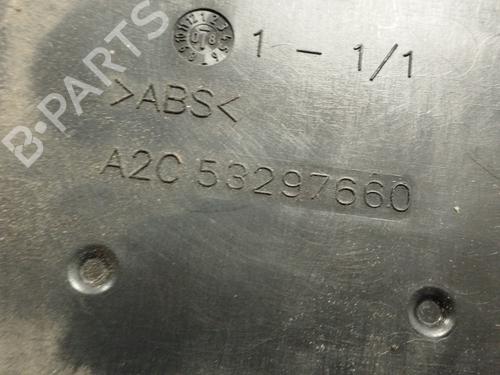 1 - 1/1
>ABS<
A2C 53297660
B-PARTS